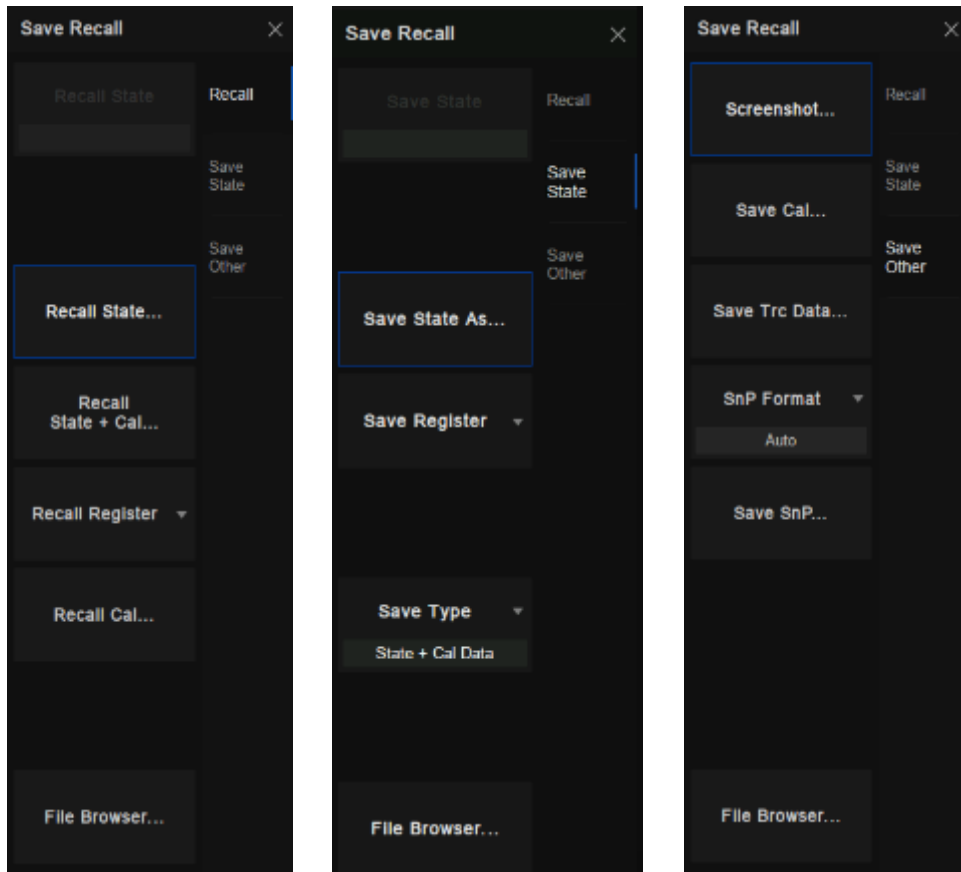 Save Recall
Recall State
Recall
Save
State
Save
Other
Recall State...
Recall
State + Cal...
Recall Register
Recall Cal...
File Browser...
Save Recall
Save State
Recall
Save
State
Save
Other
Save State As...
Save Register
Save Type
State + Cal Data
File Browser...
Save Recall
Screenshot...
Recall
Save
State
Save Cal...
Save
Other
Save Trc Data...
SnP Format
Auto
Save SnP...
File Browser...